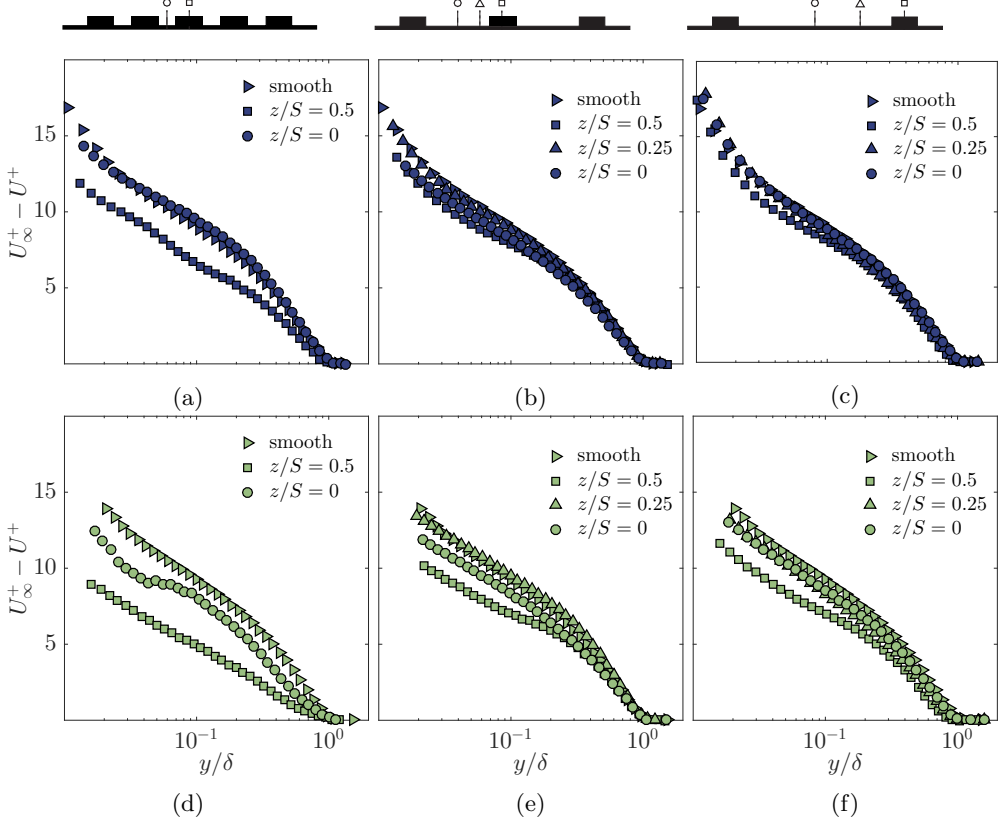 smooth
z/S = 0.5
z/S = 0
smooth
z/S = 0.5
z/S = 0.25
z/S = 0
smooth
z/S = 0.5
z/S = 0.25
z/S = 0
15
10
5
U∞+ − U+
(a)
(b)
(c)
smooth
z/S = 0.5
z/S = 0
smooth
z/S = 0.5
z/S = 0.25
z/S = 0
smooth
z/S = 0.5
z/S = 0.25
z/S = 0
15
10
5
U∞+ − U+
10−1 100 10−1 100 10−1 100
y/δ y/δ y/δ
(d) (e) (f)